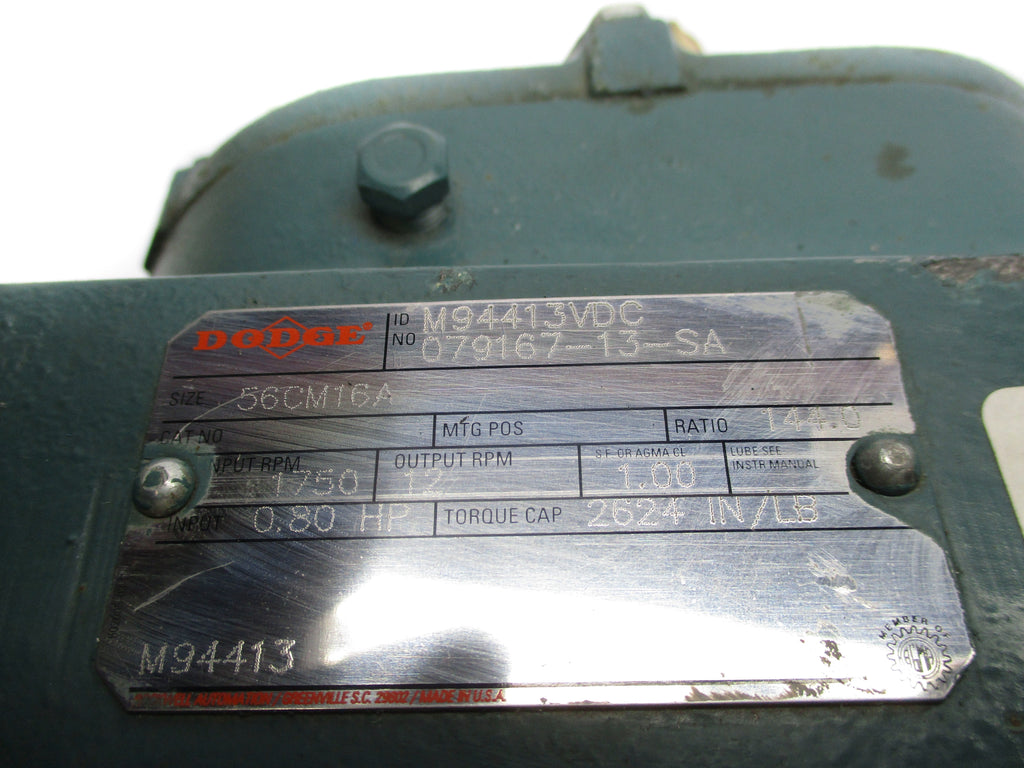 DODGE
ID NO M94413VDC
079167-13-SA
SIZE 56CM16A
CAT NO MTG POS RATIO 144.0
INPUT RPM 1750 OUTPUT RPM 12 S.F. OR AGMA CL 1.00 LUBE SEE INSTR MANUAL
INPUT 0.80 HP TORQUE CAP 2624 IN/LB
M94413
MEMBER OF
AUTOMATION / GREENVILLE S.C. 29602 / MADE IN U.S.A.